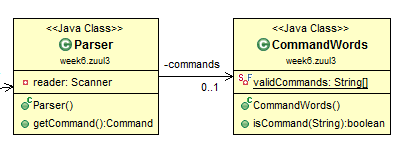 <<Java Class>>
Parser
week6.zuul3
reader: Scanner
Parser()
getCommand():Command
-commands
0..1
<<Java Class>>
CommandWords
week6.zuul3
validCommands: String[]
CommandWords()
isCommand(String):boolean